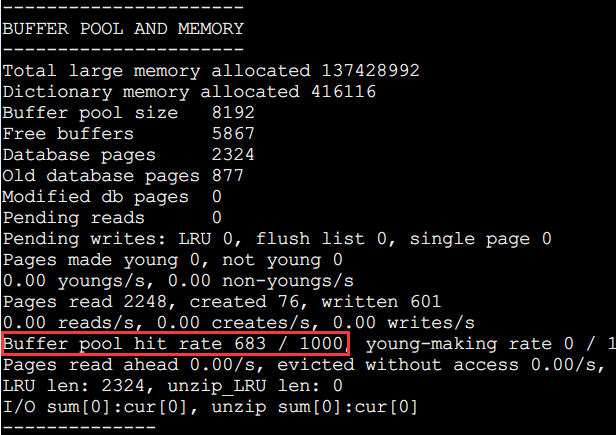 ----------------------
BUFFER POOL AND MEMORY
----------------------
Total large memory allocated 137428992
Dictionary memory allocated 416116
Buffer pool size   8192
Free buffers       5867
Database pages     2324
Old database pages 877
Modified db pages  0
Pending reads      0
Pending writes: LRU 0, flush list 0, single page 0
Pages made young 0, not young 0
0.00 youngs/s, 0.00 non-youngs/s
Pages read 2248, created 76, written 601
0.00 reads/s, 0.00 creates/s, 0.00 writes/s
Buffer pool hit rate 683 / 1000, young-making rate 0 / 1
Pages read ahead 0.00/s, evicted without access 0.00/s,
LRU len: 2324, unzip_LRU len: 0
I/O sum[0]:cur[0], unzip sum[0]:cur[0]
--------------